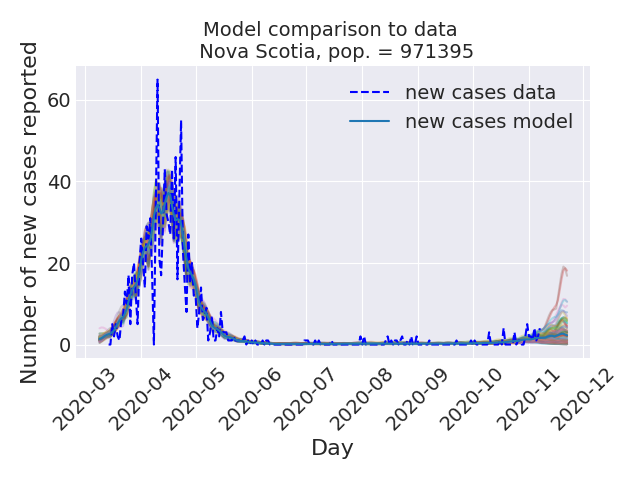 Model comparison to data
Nova Scotia, pop. = 971395
new cases data
new cases model
Number of new cases reported
60
40
20
0
2020-03
2020-04
2020-05
2020-06
2020-07
2020-08
2020-09
2020-10
2020-11
2020-12
Day